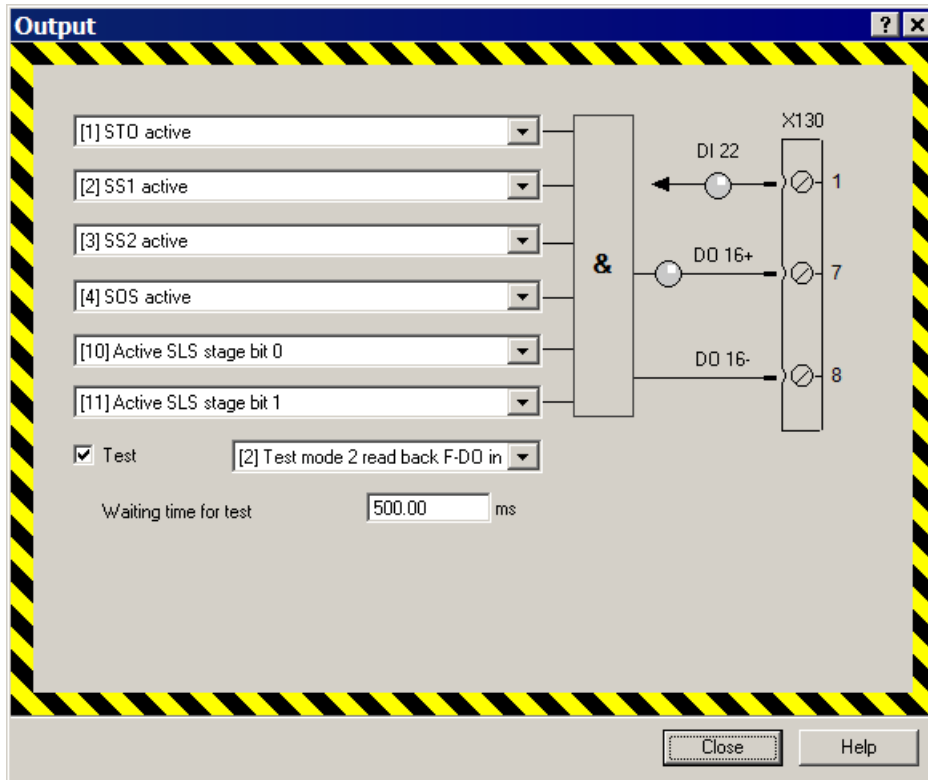 Output
X130
[1] STO active
DI 22
[2] SS1 active
1
[3] SS2 active
DO 16+
&
7
[4] SOS active
[10] Active SLS stage bit 0
DO 16-
8
[11] Active SLS stage bit 1
Test
[2] Test mode 2 read back F-DO in
Waiting time for test
500.00
ms
Close
Help